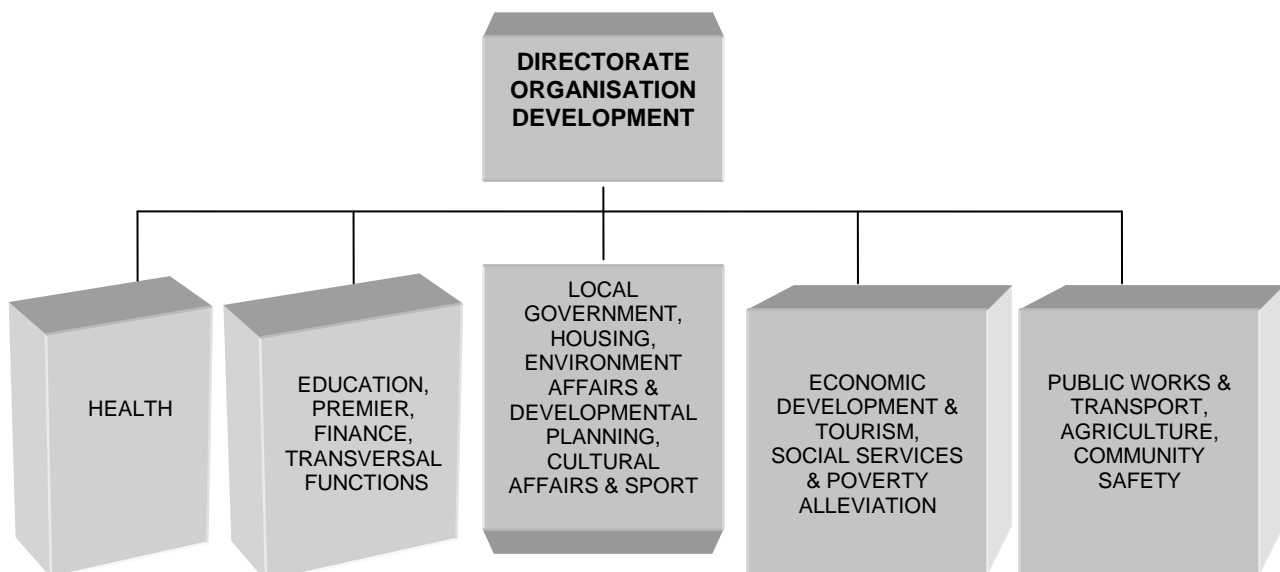 DIRECTORATE
ORGANISATION
DEVELOPMENT
HEALTH
EDUCATION,
PREMIER,
FINANCE,
TRANSVERSAL
FUNCTIONS
LOCAL
GOVERNMENT,
HOUSING,
ENVIRONMENT
AFFAIRS &
DEVELOPMENTAL
PLANNING,
CULTURAL
AFFAIRS & SPORT
ECONOMIC
DEVELOPMENT &
TOURISM,
SOCIAL SERVICES
& POVERTY
ALLEVIATION
PUBLIC WORKS &
TRANSPORT,
AGRICULTURE,
COMMUNITY
SAFETY